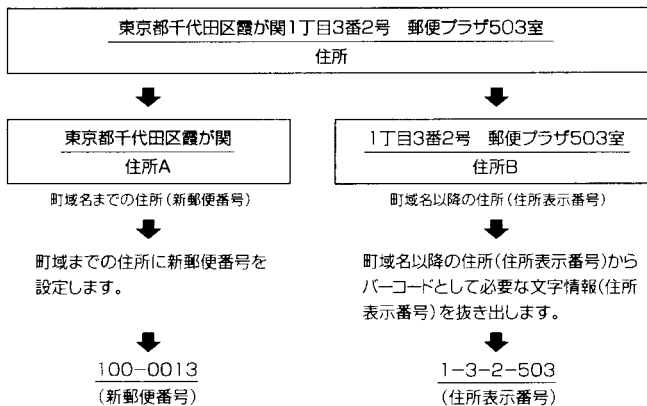 東京都千代田区霞が関1丁目3番2号 郵便プラザ503室
住所
東京都千代田区霞が関
住所A
町域名までの住所(新郵便番号)
町域までの住所に新郵便番号を
設定します。
100-0013
(新郵便番号)
1丁目3番2号 郵便プラザ503室
住所B
町域名以降の住所(住所表示番号)
町域名以降の住所(住所表示番号)から
バーコードとして必要な文字情報(住所
表示番号)を抜き出します。
1-3-2-503
(住所表示番号)